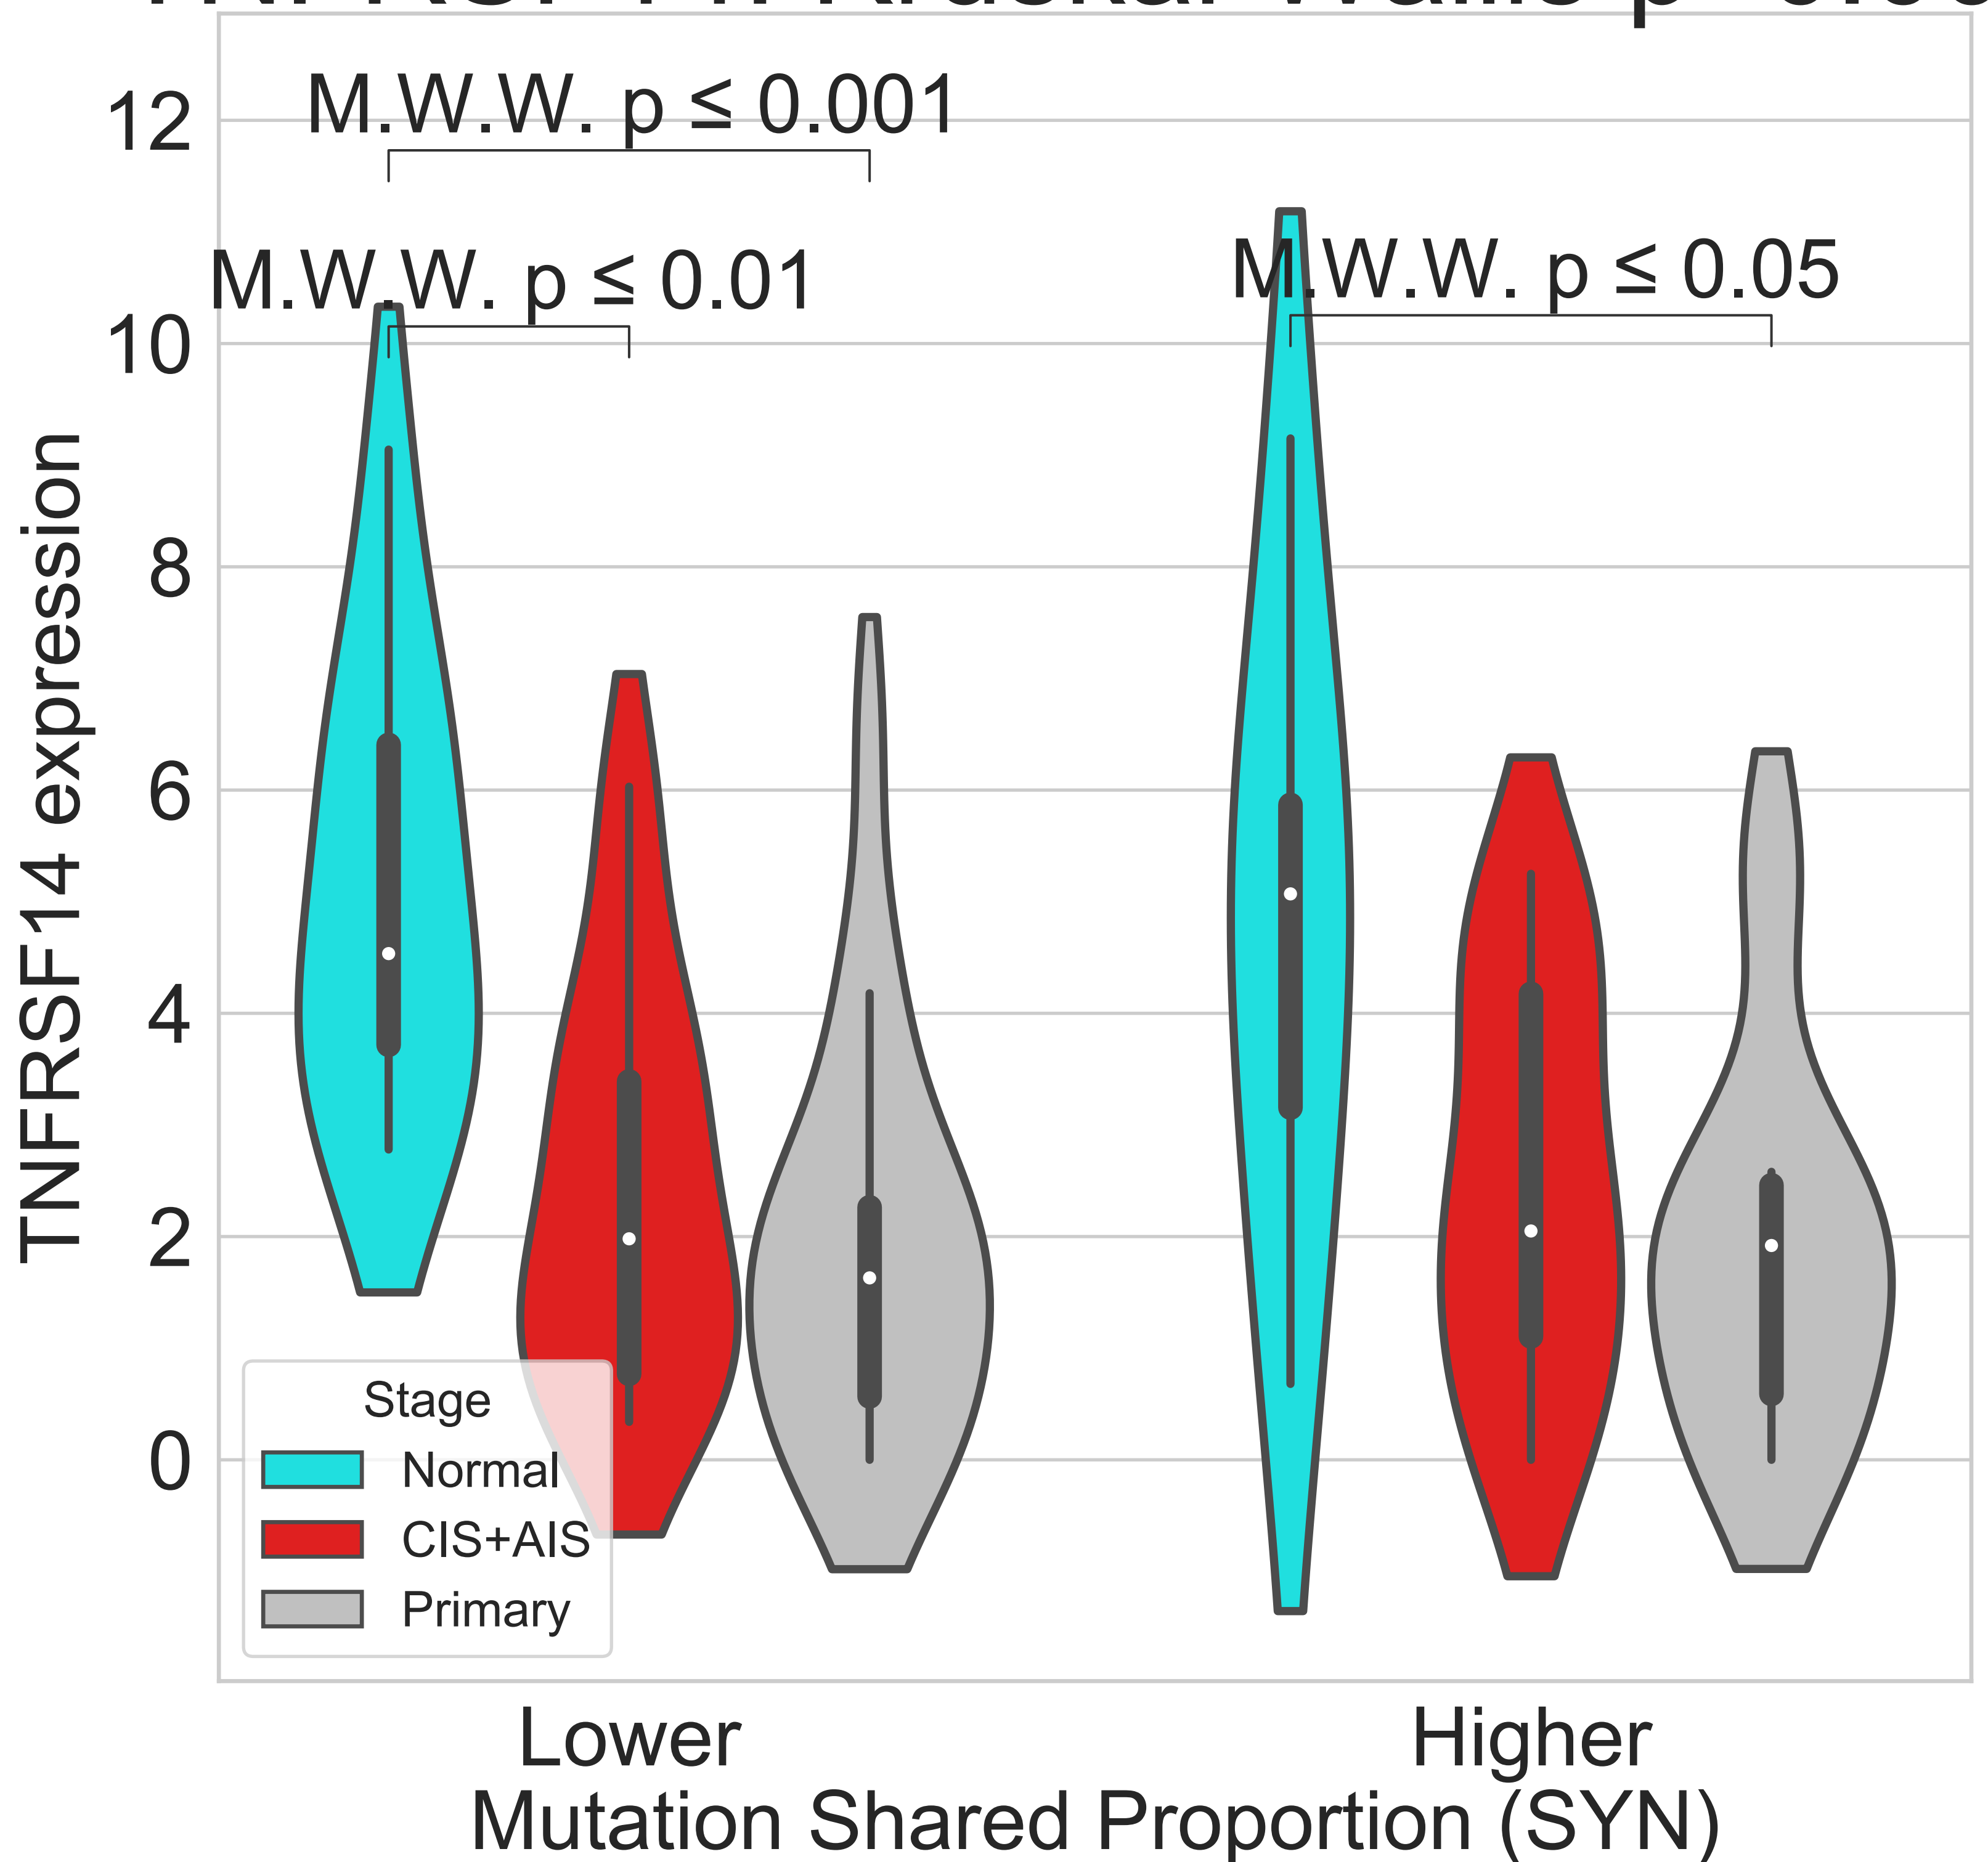 12
10
8
6
4
2
0
TNFRSF14 expression
M.W.W. p ≤ 0.001
M.W.W. p ≤ 0.01
M.W.W. p ≤ 0.05
Stage
Normal
CIS+AIS
Primary
Lower
Higher
Mutation Shared Proportion (SYN)